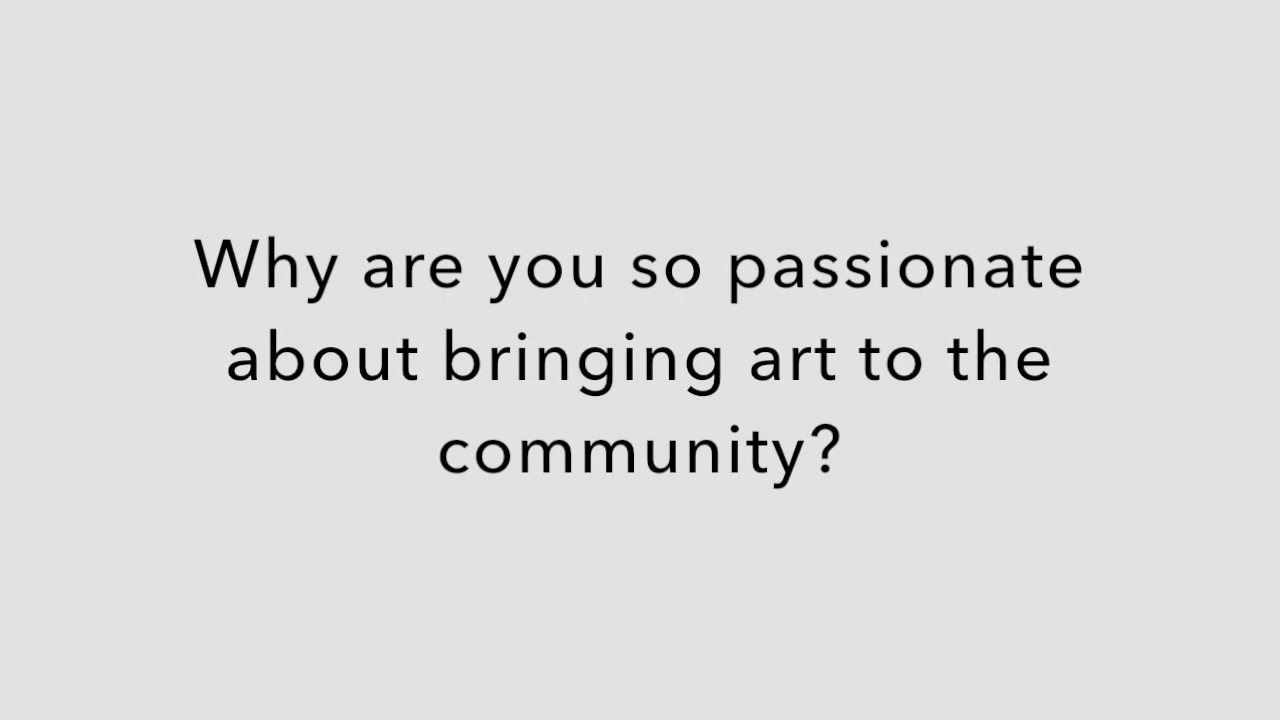 Why are you so passionate
about bringing art to the
community?